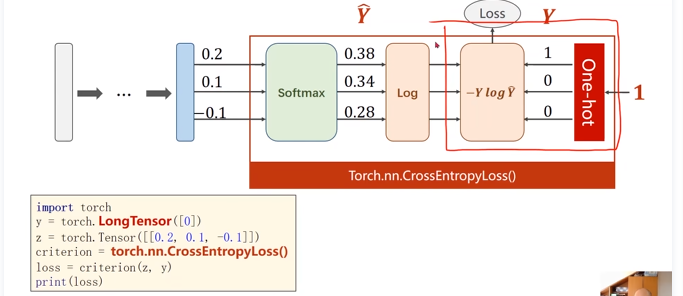 Ŷ
Loss
Y
0.2
0.1
−0.1
Softmax
0.38
0.34
0.28
Log
−Y log Ŷ
1
0
0
One-hot
1
Torch.nn.CrossEntropyLoss()
import torch
y = torch. LongTensor([0])
z = torch.Tensor([[0.2, 0.1, -0.1]])
criterion = torch.nn.CrossEntropyLoss()
loss = criterion(z, y)
print(loss)
...